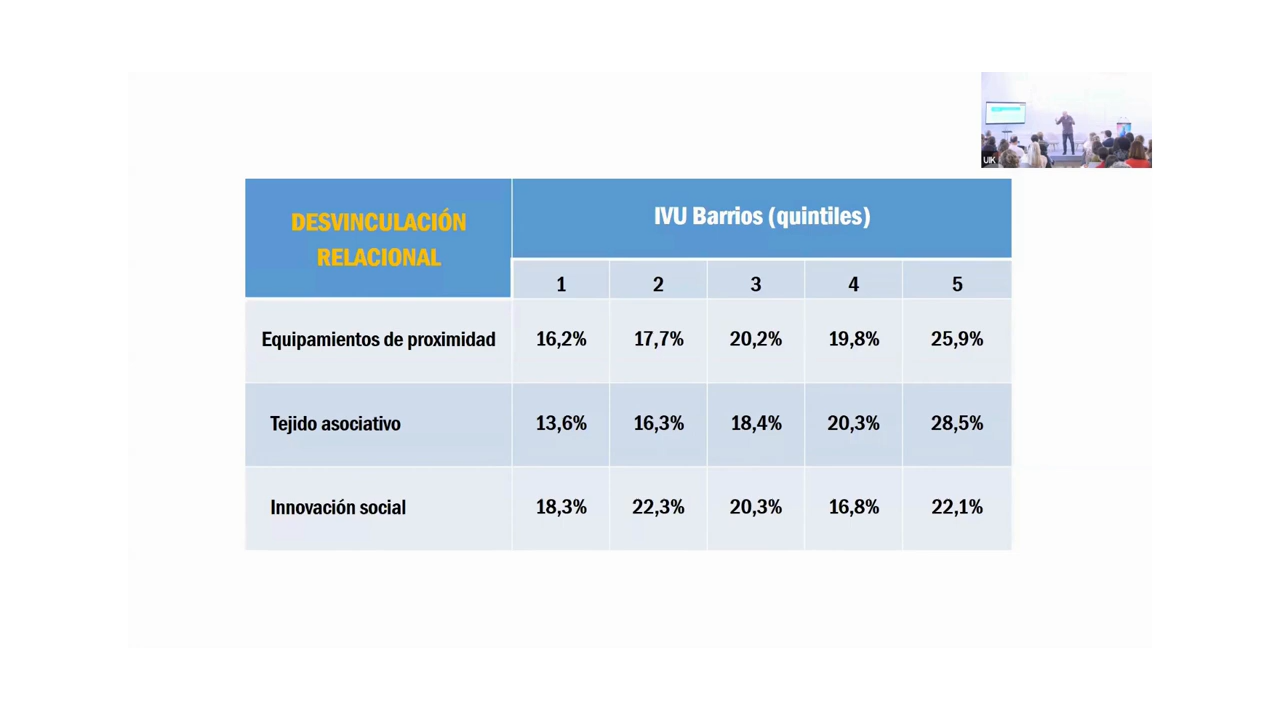 UIK
DESVINCULACIÓN
RELACIONAL
IVU Barrios (quintiles)
1 2 3 4 5
Equipamientos de proximidad 16,2% 17,7% 20,2% 19,8% 25,9%
Tejido asociativo 13,6% 16,3% 18,4% 20,3% 28,5%
Innovación social 18,3% 22,3% 20,3% 16,8% 22,1%